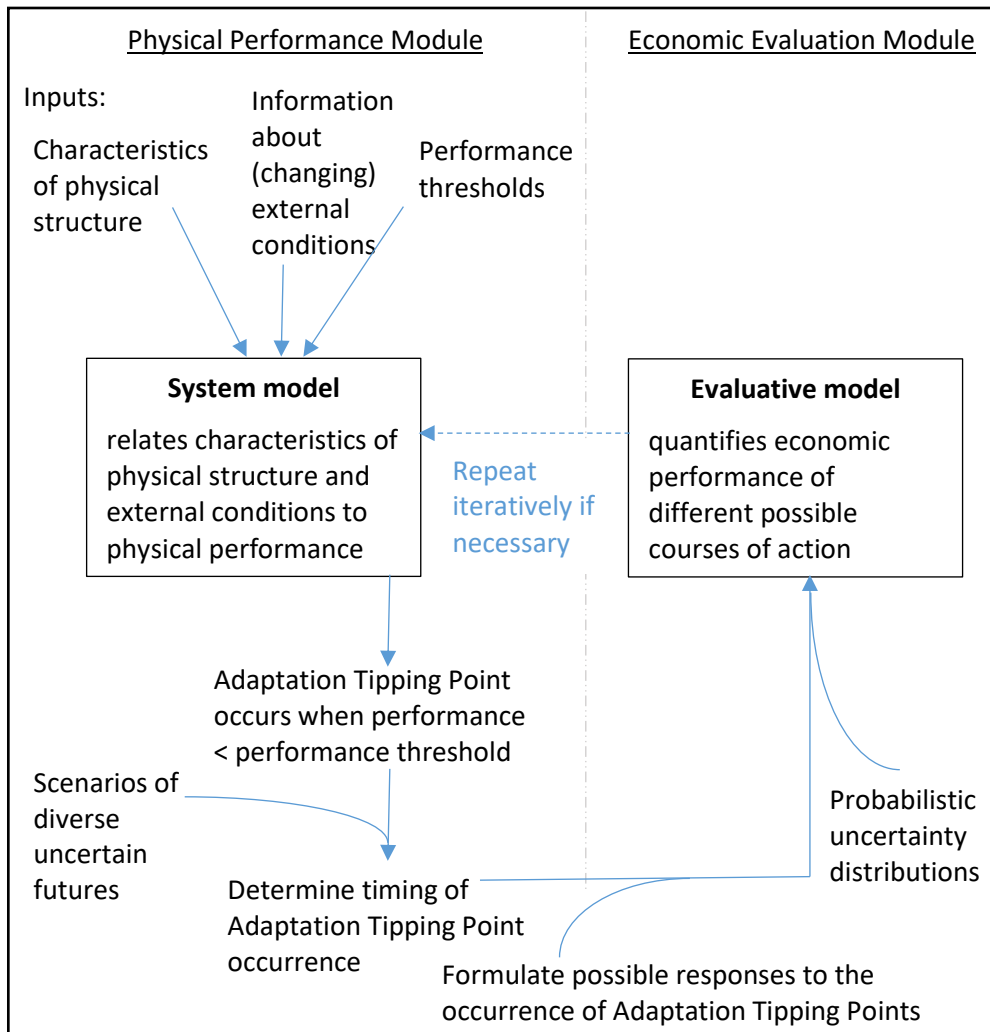 Physical Performance Module
Economic Evaluation Module
Inputs:
Characteristics
of physical
structure
Information
about
(changing)
external
conditions
Performance
thresholds
System model
relates characteristics of
physical structure and
external conditions to
physical performance
Repeat
iteratively if
necessary
Evaluative model
quantifies economic
performance of
different possible
courses of action
Adaptation Tipping Point
occurs when performance
< performance threshold
Scenarios of
diverse
uncertain
futures
Probabilistic
uncertainty
distributions
Determine timing of
Adaptation Tipping Point
occurrence
Formulate possible responses to the
occurrence of Adaptation Tipping Points